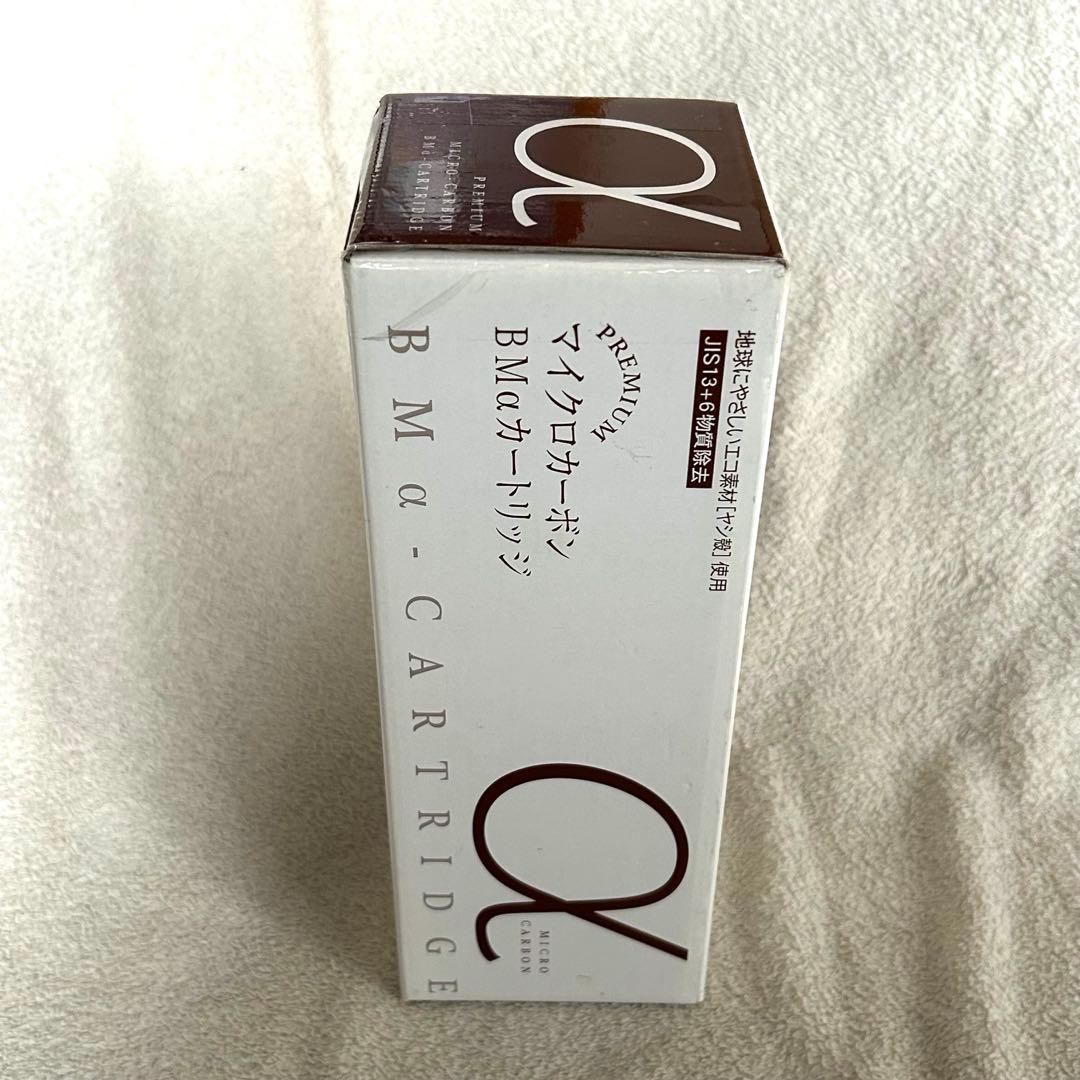 α
PREMIUM
MICRO-CARBON
BMα-CARTRIDGE
地球にやさしいエコ素材[ヤシ殻]使用
JIS13+6物質除去
PREMIUM
マイクロカーボン
BMαカートリッジ
α
MICRO
CARBON
BMα-CARTRIDGE